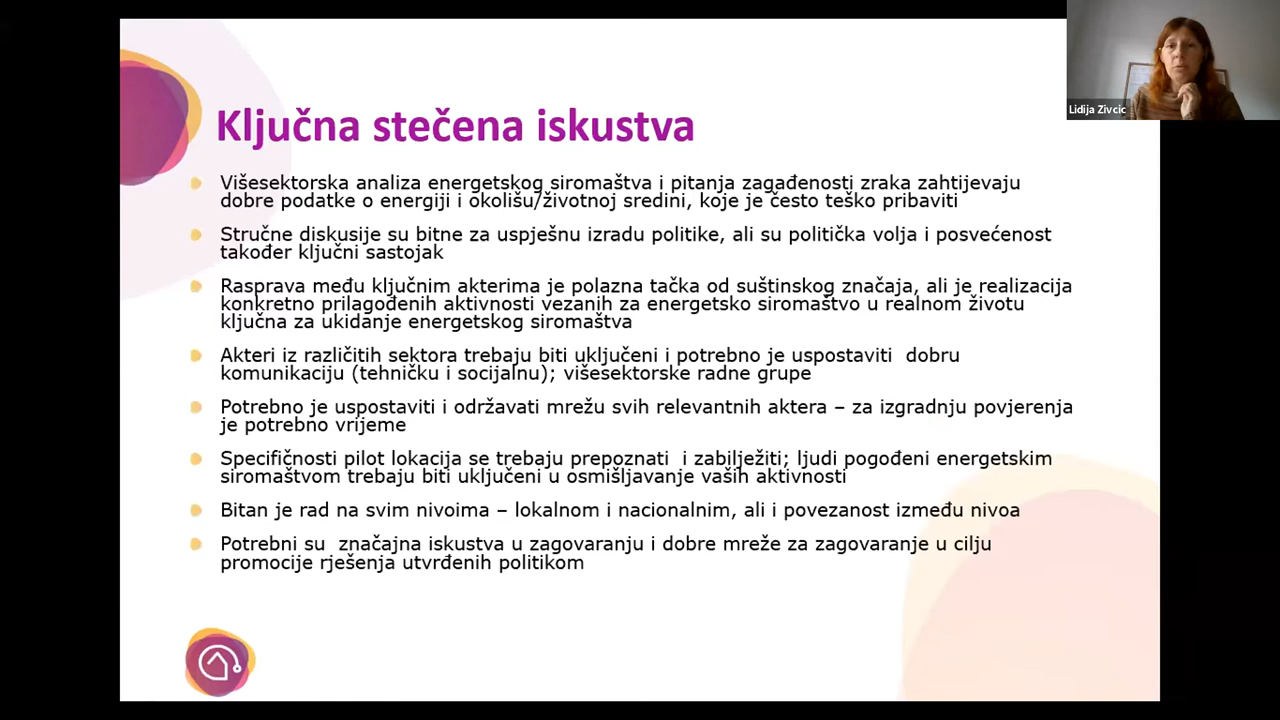 Ključna stečena iskustva
Višesektorska analiza energetskog siromaštva i pitanja zagađenosti zraka zahtijevaju
dobre podatke o energiji i okolišu/životnoj sredini, koje je često teško pribaviti
Stručne diskusije su bitne za uspješnu izradu politike, ali su politička volja i posvećenost
također ključni sastojak
Rasprava među ključnim akterima je polazna tačka od suštinskog značaja, ali je realizacija
konkretno prilagođenih aktivnosti vezanih za energetsko siromaštvo u realnom životu
ključna za ukidanje energetskog siromaštva
Akteri iz različitih sektora trebaju biti uključeni i potrebno je uspostaviti  dobru
komunikaciju (tehničku i socijalnu); višesektorske radne grupe
Potrebno je uspostaviti i održavati mrežu svih relevantnih aktera – za izgradnju povjerenja
je potrebno vrijeme
Specifičnosti pilot lokacija se trebaju prepoznati  i zabilježiti; ljudi pogođeni energetskim
siromaštvom trebaju biti uključeni u osmišljavanje vaših aktivnosti
Bitan je rad na svim nivoima – lokalnom i nacionalnim, ali i povezanost između nivoa
Potrebni su  značajna iskustva u zagovaranju i dobre mreže za zagovaranje u cilju
promocije rješenja utvrđenih politikom
Lidija Zivcic